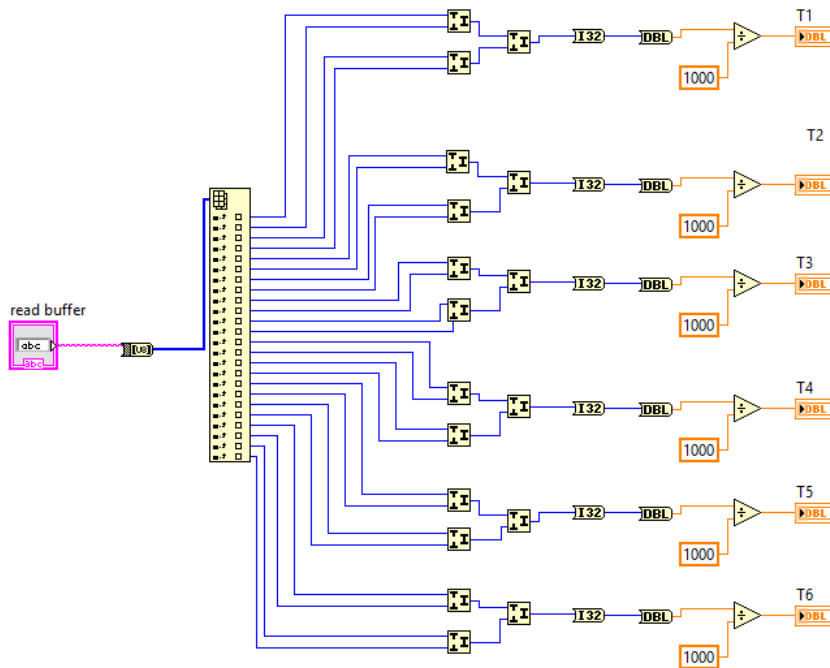 T1
I32
DBL
DBL
1000
T2
I32
DBL
DBL
1000
T3
I32
DBL
DBL
1000
read buffer
abc
abc
[U8]
T4
I32
DBL
DBL
1000
T5
I32
DBL
DBL
1000
T6
I32
DBL
DBL
1000